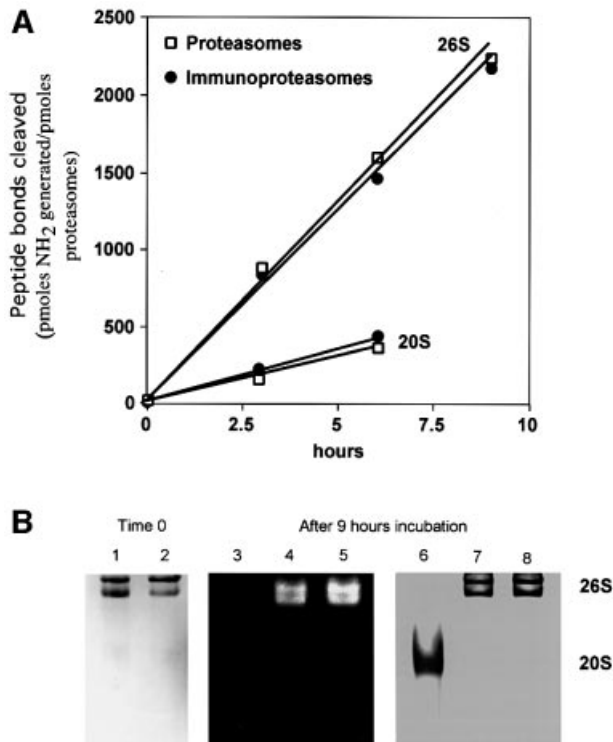 A
Proteasomes
Immunoproteasomes
26S
20S
Peptide bonds cleaved
(pmoles NH2 generated/pmoles
proteasomes)
2500
2000
1500
1000
500
0
0 2.5 5 7.5 10
hours
B
Time 0 After 9 hours incubation
1 2 3 4 5 6 7 8
26S
20S